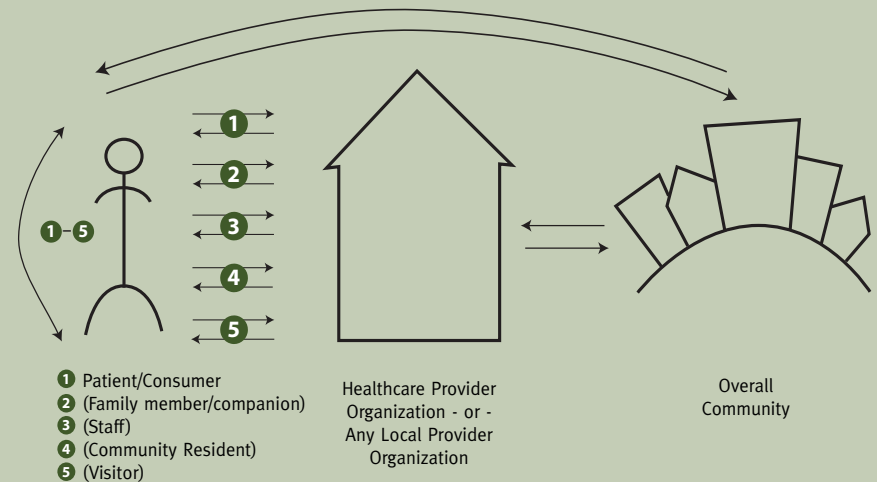 1
2
3
4
5
1–5
1 Patient/Consumer
2 (Family member/companion)
3 (Staff)
4 (Community Resident)
5 (Visitor)
Healthcare Provider
Organization - or -
Any Local Provider
Organization
Overall
Community